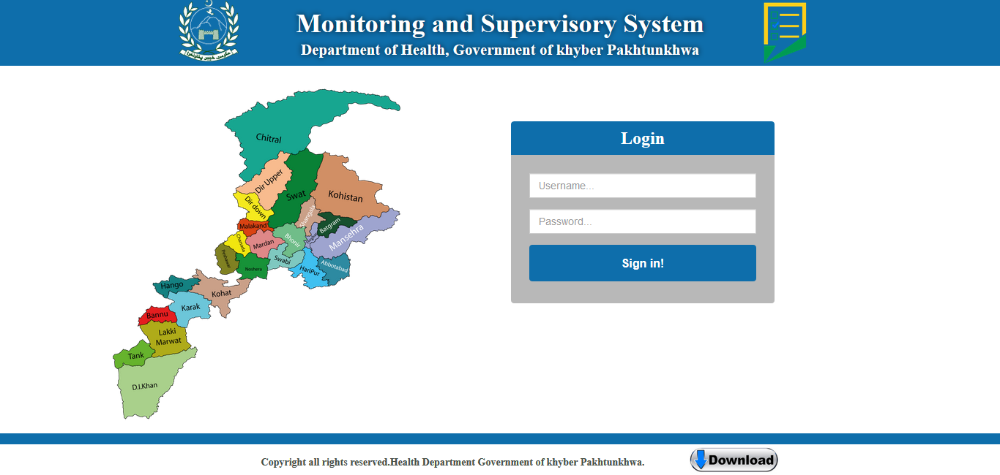 Monitoring and Supervisory System
Department of Health, Government of khyber Pakhtunkhwa
Chitral
Dir Upper
Swat
Kohistan
Dir down
Shangala
Batgram
Malakand
Mansehra
Bhonir
Charsada
Mardan
Swabi
Peshawar
Noshera
HariPur
Abbotabad
Hango
Kohat
Karak
Bannu
Lakki
Marwat
Tank
D.I.Khan
Login
Username...
Password...
Sign in!
Copyright all rights reserved.Health Department Government of khyber Pakhtunkhwa.
Download